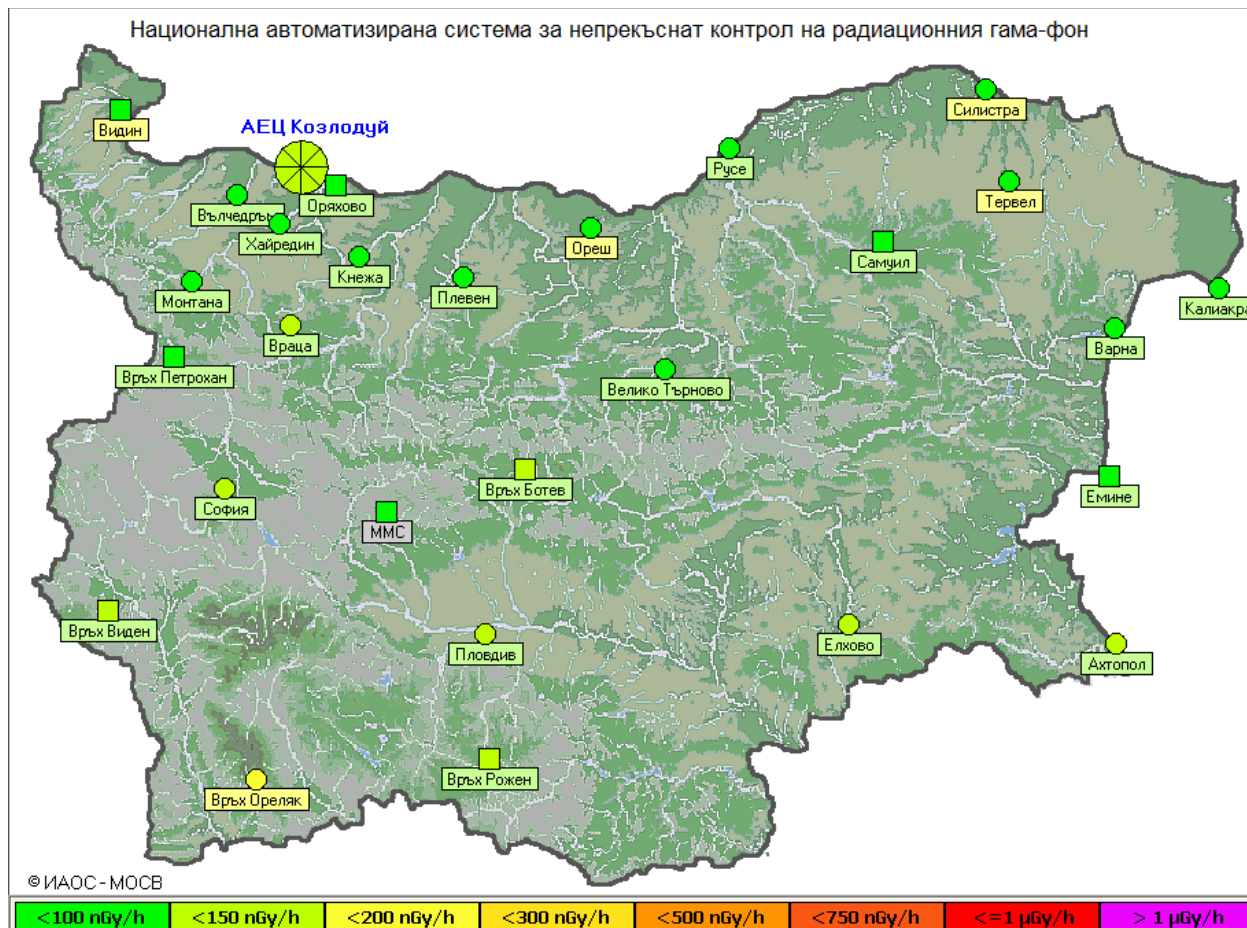 Национална автоматизирана система за непрекъснат контрол на радиационния гама-фон
Видин
АЕЦ Козлодуй
Силистра
Русе
Оряхово
Вълчедръм
Тервел
Хайредин
Ореш
Самуил
Кнежа
Плевен
Монтана
Калиакра
Враца
Варна
Връх Петрохан
Велико Търново
Връх Ботев
Емине
София
ММС
Връх Виден
Пловдив
Елхово
Ахтопол
Връх Рожен
Връх Ореляк
© ИАОС - МОСВ
<100 nGy/h <150 nGy/h <200 nGy/h <300 nGy/h <500 nGy/h <750 nGy/h <=1 µGy/h > 1 µGy/h